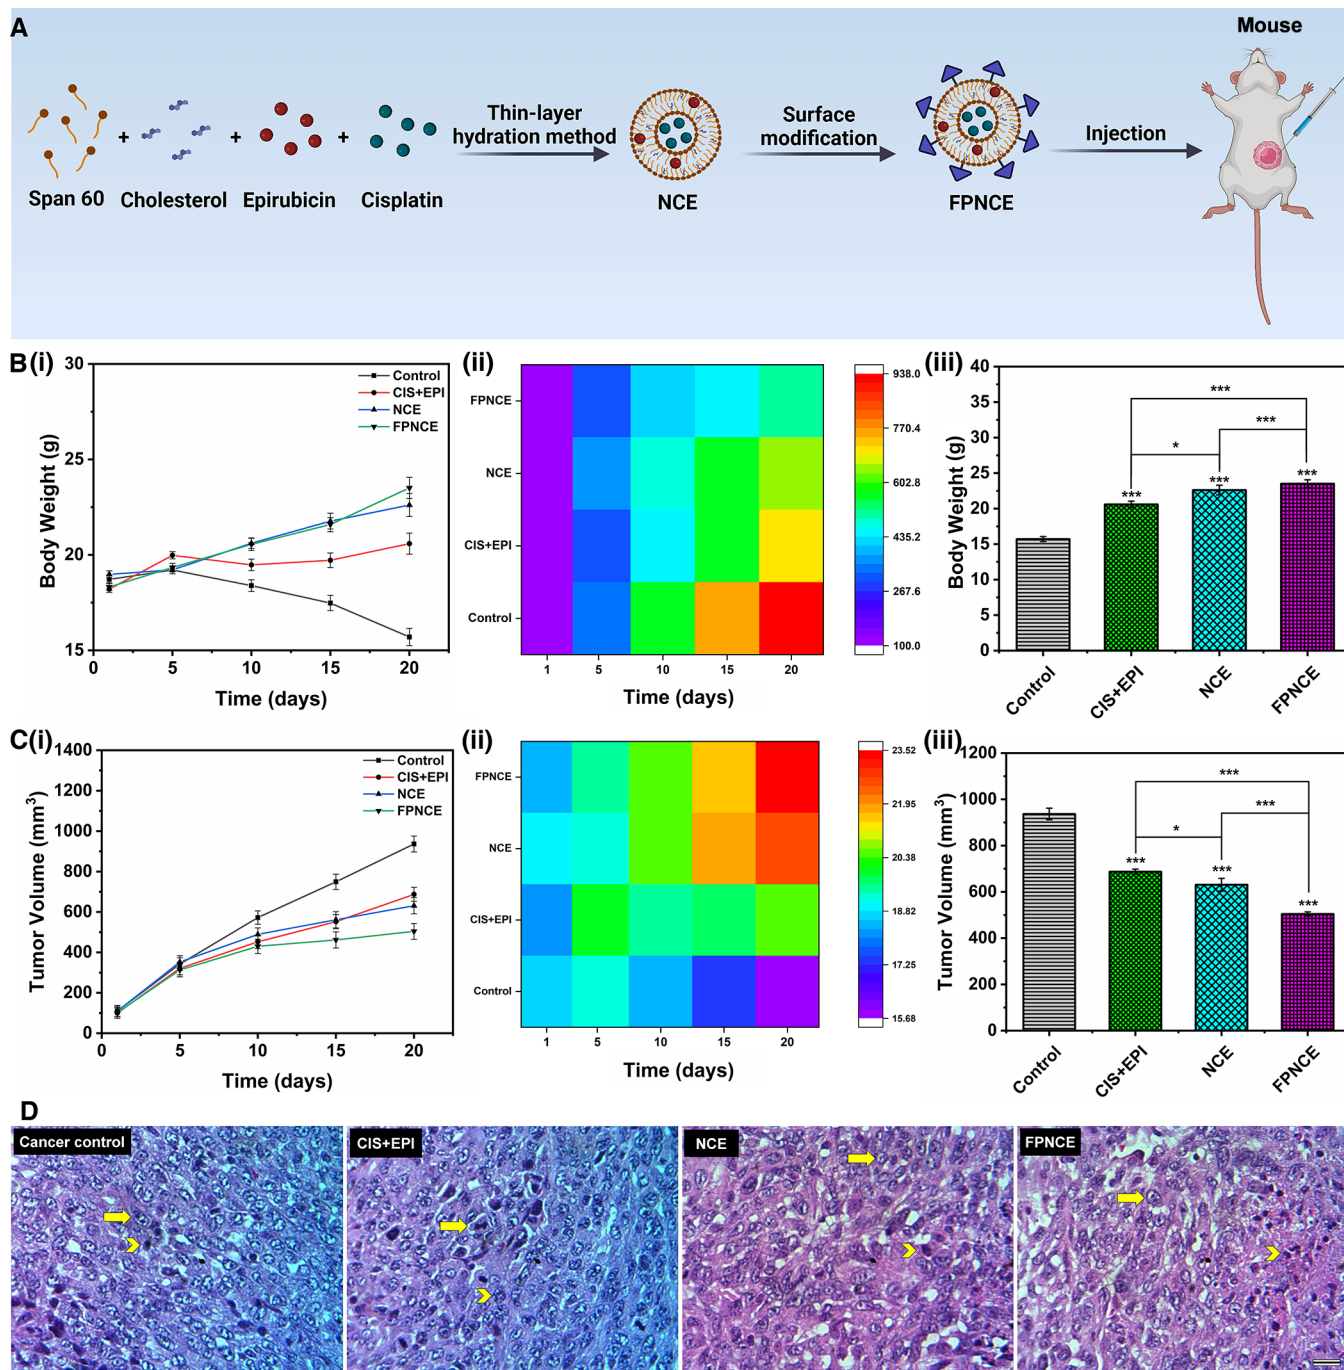 A
Mouse
Span 60 + Cholesterol + Epirubicin + Cisplatin
Thin-layer
hydration method
NCE
Surface
modification
FPNCE
Injection
B (i)
30
25
20
15
Body Weight (g)
0 5 10 15 20
Time (days)
Control
CIS+EPI
NCE
FPNCE
(ii)
FPNCE
NCE
CIS+EPI
Control
1 5 10 15 20
Time (days)
938.0
770.4
602.8
435.2
267.6
100.0
(iii)
40
35
30
25
20
15
10
5
0
Body Weight (g)
***
***
*
*** *** ***
Control CIS+EPI NCE FPNCE
C (i)
1400
1200
1000
800
600
400
200
0
Tumor Volume (mm³)
0 5 10 15 20
Time (days)
Control
CIS+EPI
NCE
FPNCE
(ii)
FPNCE
NCE
CIS+EPI
Control
1 5 10 15 20
Time (days)
23.52
21.95
20.38
18.82
17.25
15.68
(iii)
1200
1000
800
600
400
200
0
Tumor Volume (mm³)
***
***
*
*** *** ***
Control CIS+EPI NCE FPNCE
D
Cancer control
CIS+EPI
NCE
FPNCE